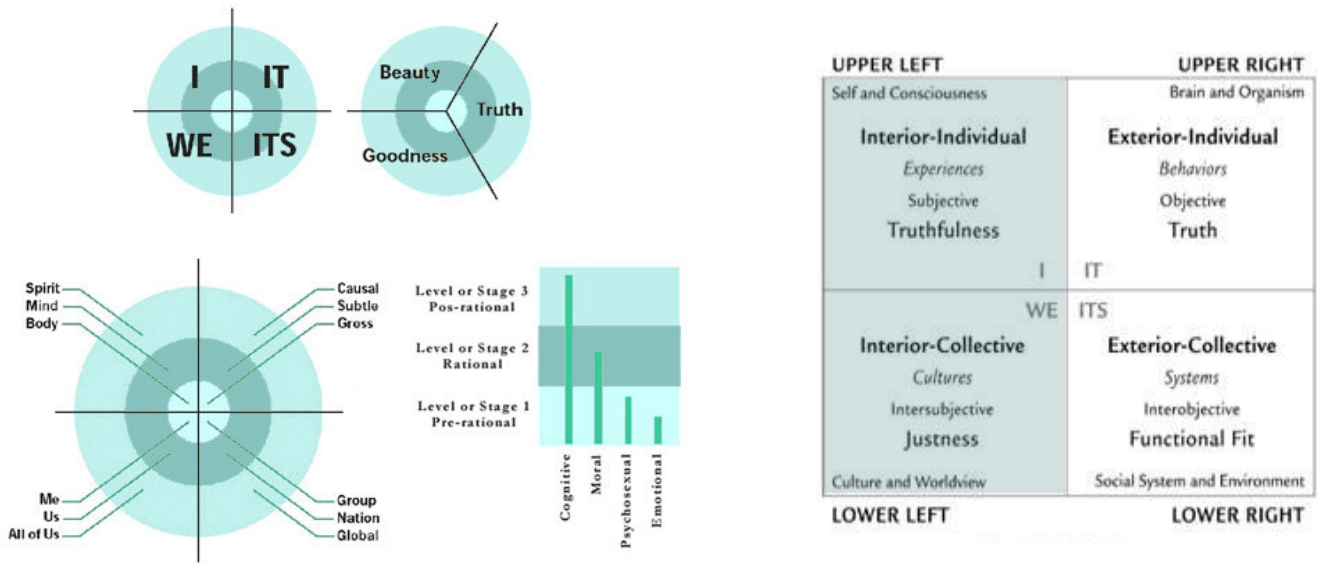 I
IT
WE
ITS
Beauty
Truth
Goodness
Spirit
Mind
Body
Causal
Subtle
Gross
Me
Us
All of Us
Group
Nation
Global
Level or Stage 3
Pos-rational
Level or Stage 2
Rational
Level or Stage 1
Pre-rational
Cognitive
Moral
Psychosexual
Emotional
UPPER LEFT
UPPER RIGHT
Self and Consciousness
Brain and Organism
Interior-Individual
Exterior-Individual
Experiences
Behaviors
Subjective
Objective
Truthfulness
Truth
I
IT
WE
ITS
Interior-Collective
Exterior-Collective
Cultures
Systems
Intersubjective
Interobjective
Justness
Functional Fit
Culture and Worldview
Social System and Environment
LOWER LEFT
LOWER RIGHT